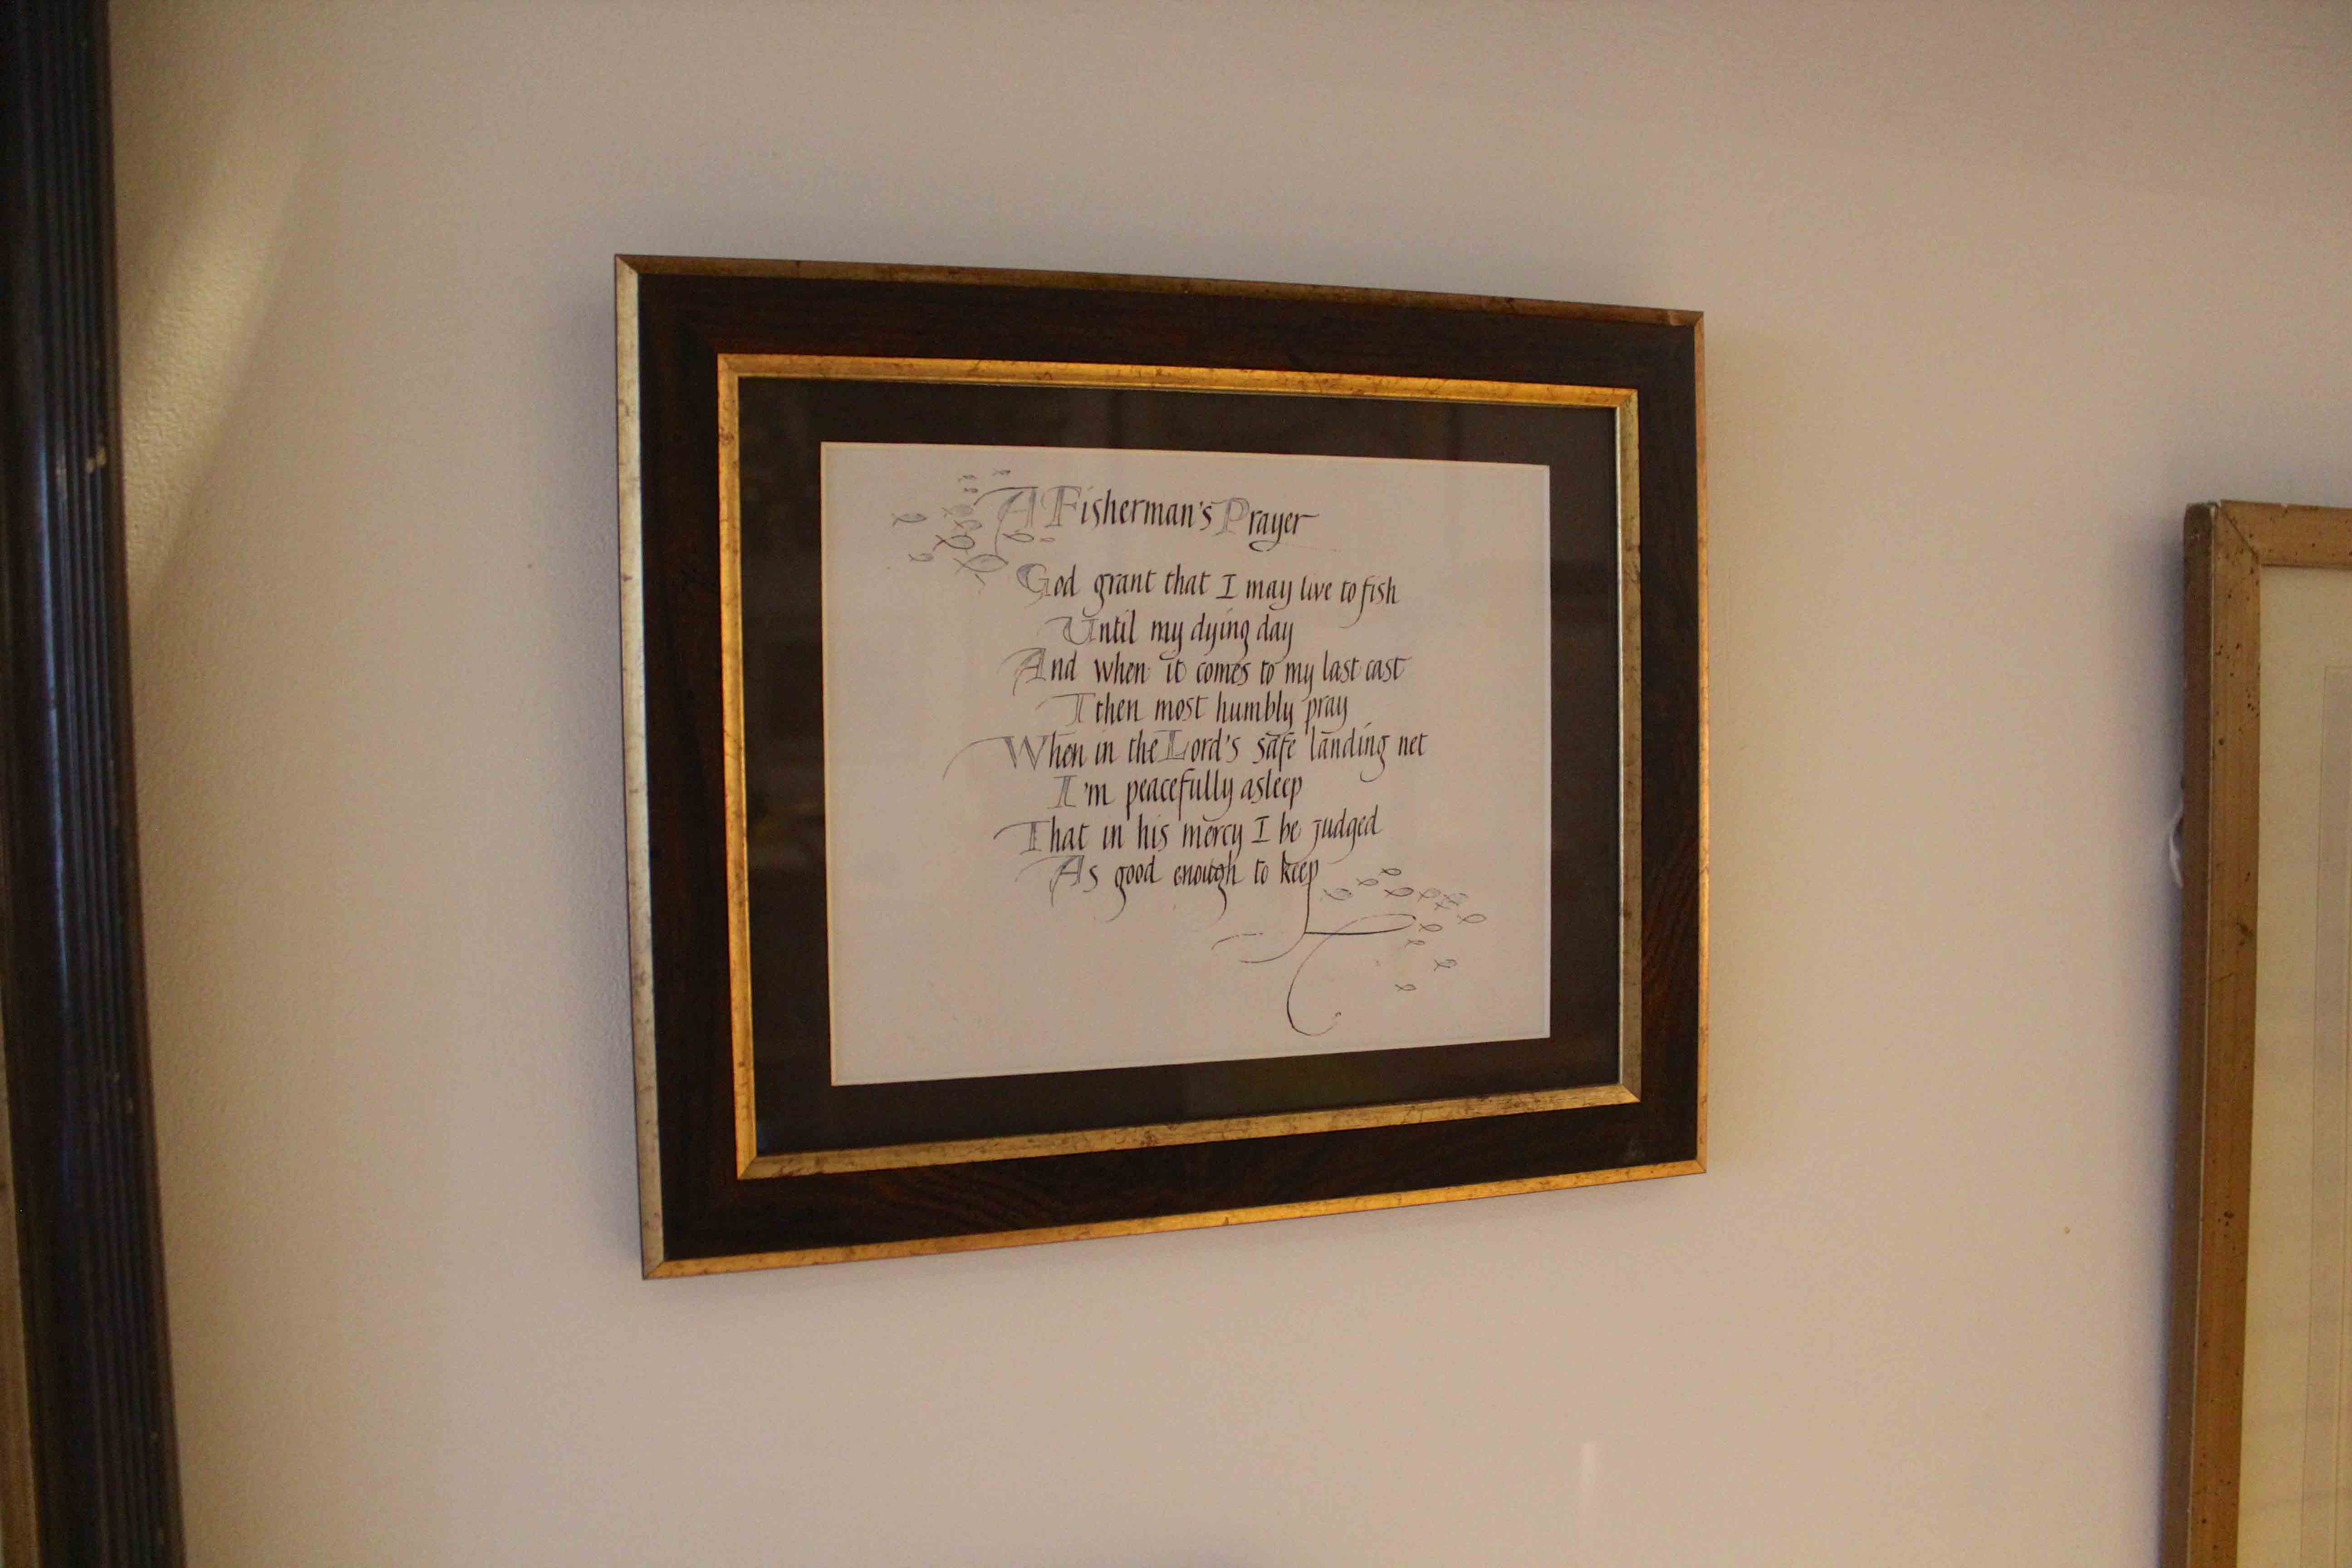 A Fisherman's Prayer
God grant that I may live to fish
Until my dying day
And when it comes to my last cast
I then most humbly pray
When in the Lord's safe landing net
I'm peacefully asleep
That in his mercy I be judged
As good enough to keep